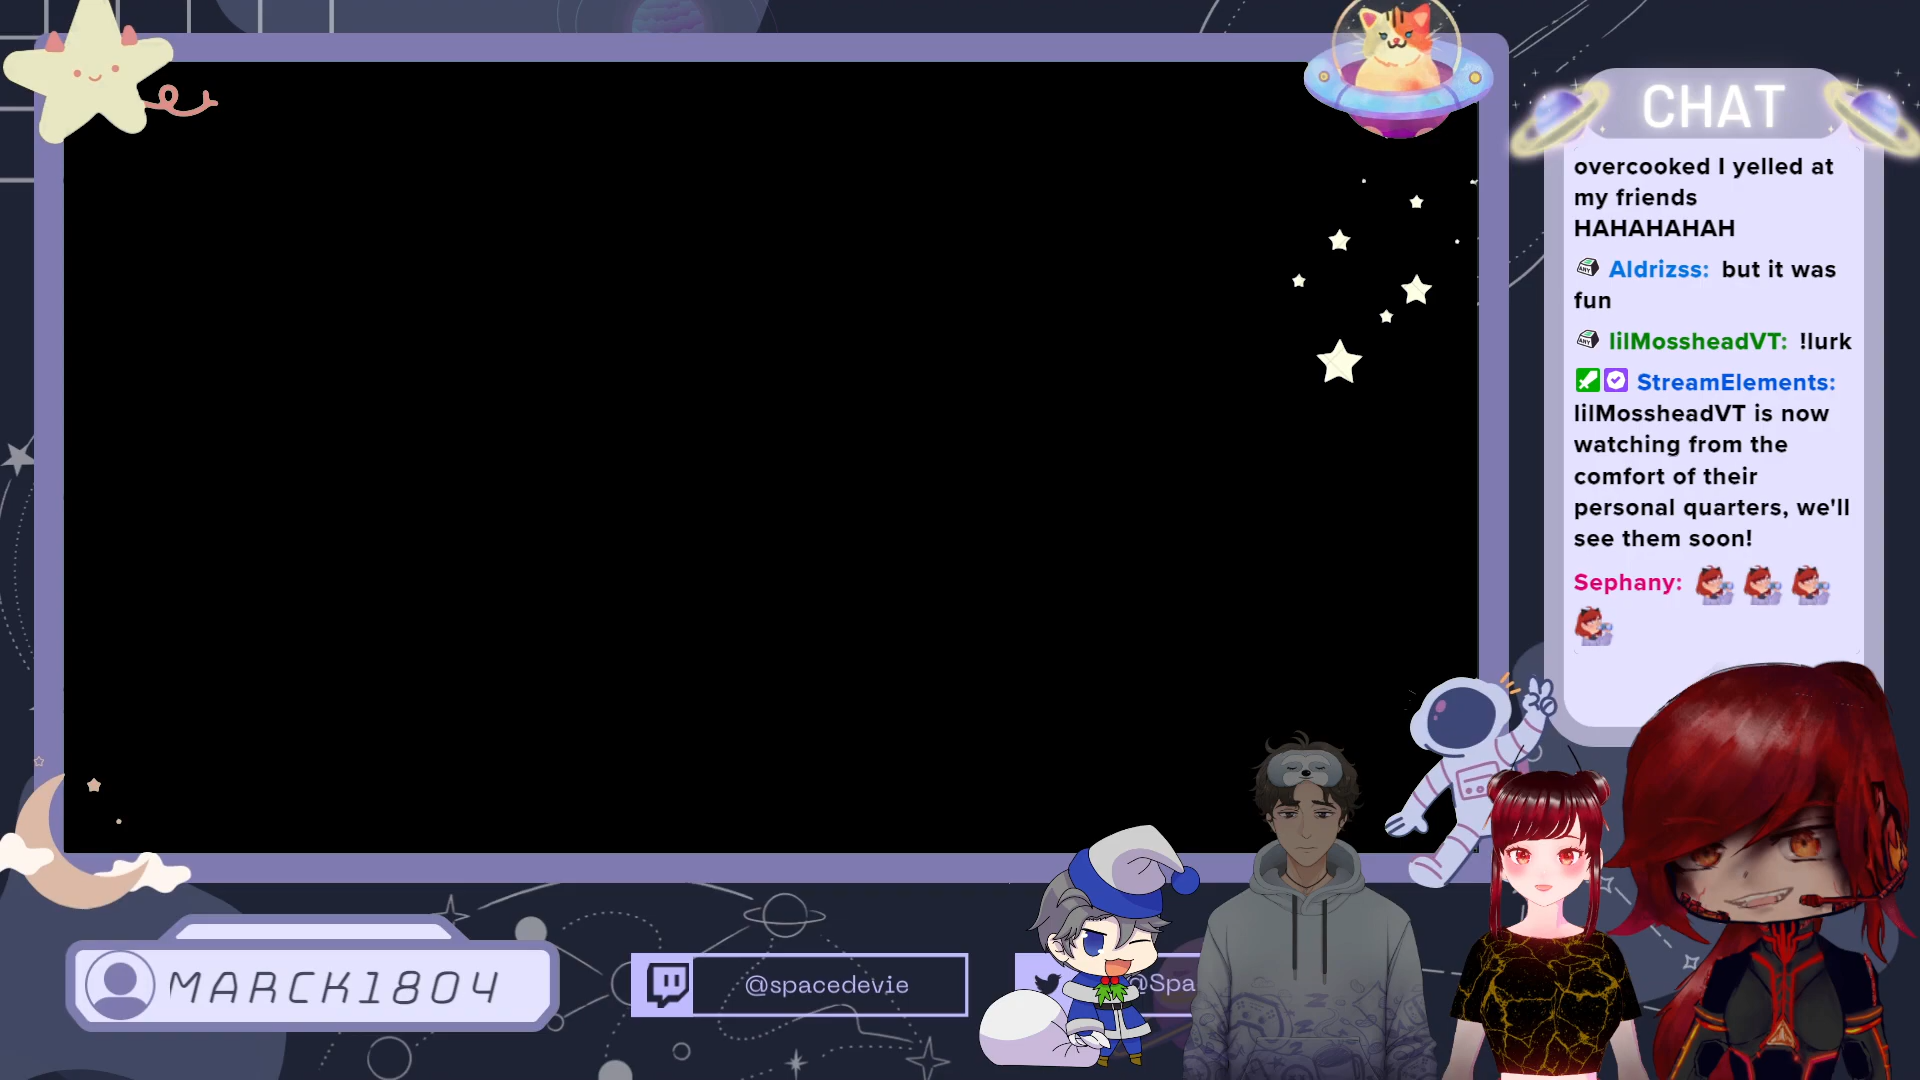 CHAT
overcooked I yelled at
my friends
HAHAHAHAH
Aldrizss: but it was
fun
lilMossheadVT: !lurk
StreamElements:
lilMossheadVT is now
watching from the
comfort of their
personal quarters, we'll
see them soon!
Sephany:
MARCK1804
@spacedevie
@Spa